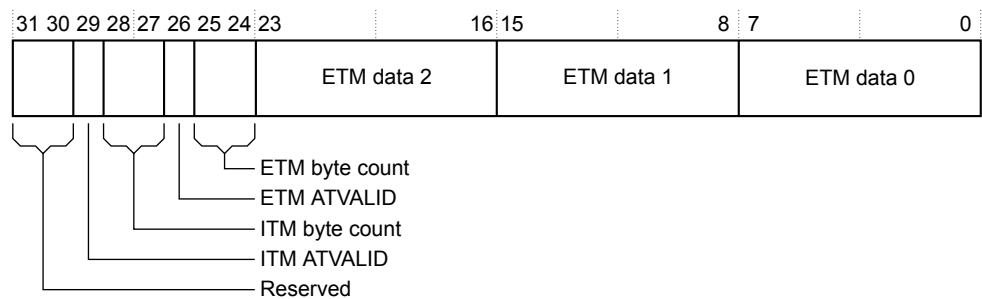 31 30 29 28 27 26 25 24 23 16 15 8 7 0
ETM data 2 ETM data 1 ETM data 0
ETM byte count
ETM ATVALID
ITM byte count
ITM ATVALID
Reserved